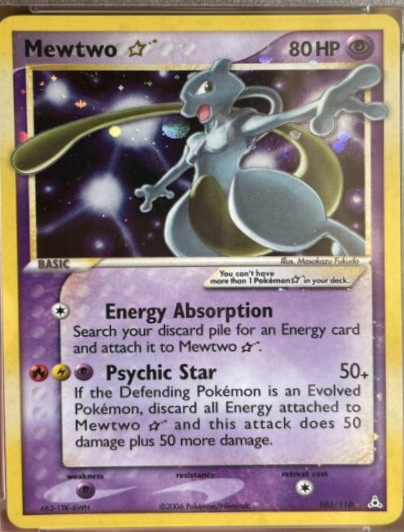 Mewtwo ☆ 80 HP
BASIC
Illus. Masakazu Fukuda
You can't have
more than 1 Pokémon ☆ in your deck.
Energy Absorption
Search your discard pile for an Energy card
and attach it to Mewtwo ☆.
Psychic Star 50+
If the Defending Pokémon is an Evolved
Pokémon, discard all Energy attached to
Mewtwo ☆ and this attack does 50
damage plus 50 more damage.
weakness resistance retreat cost
©2006 Pokémon/Nintendo 103/110